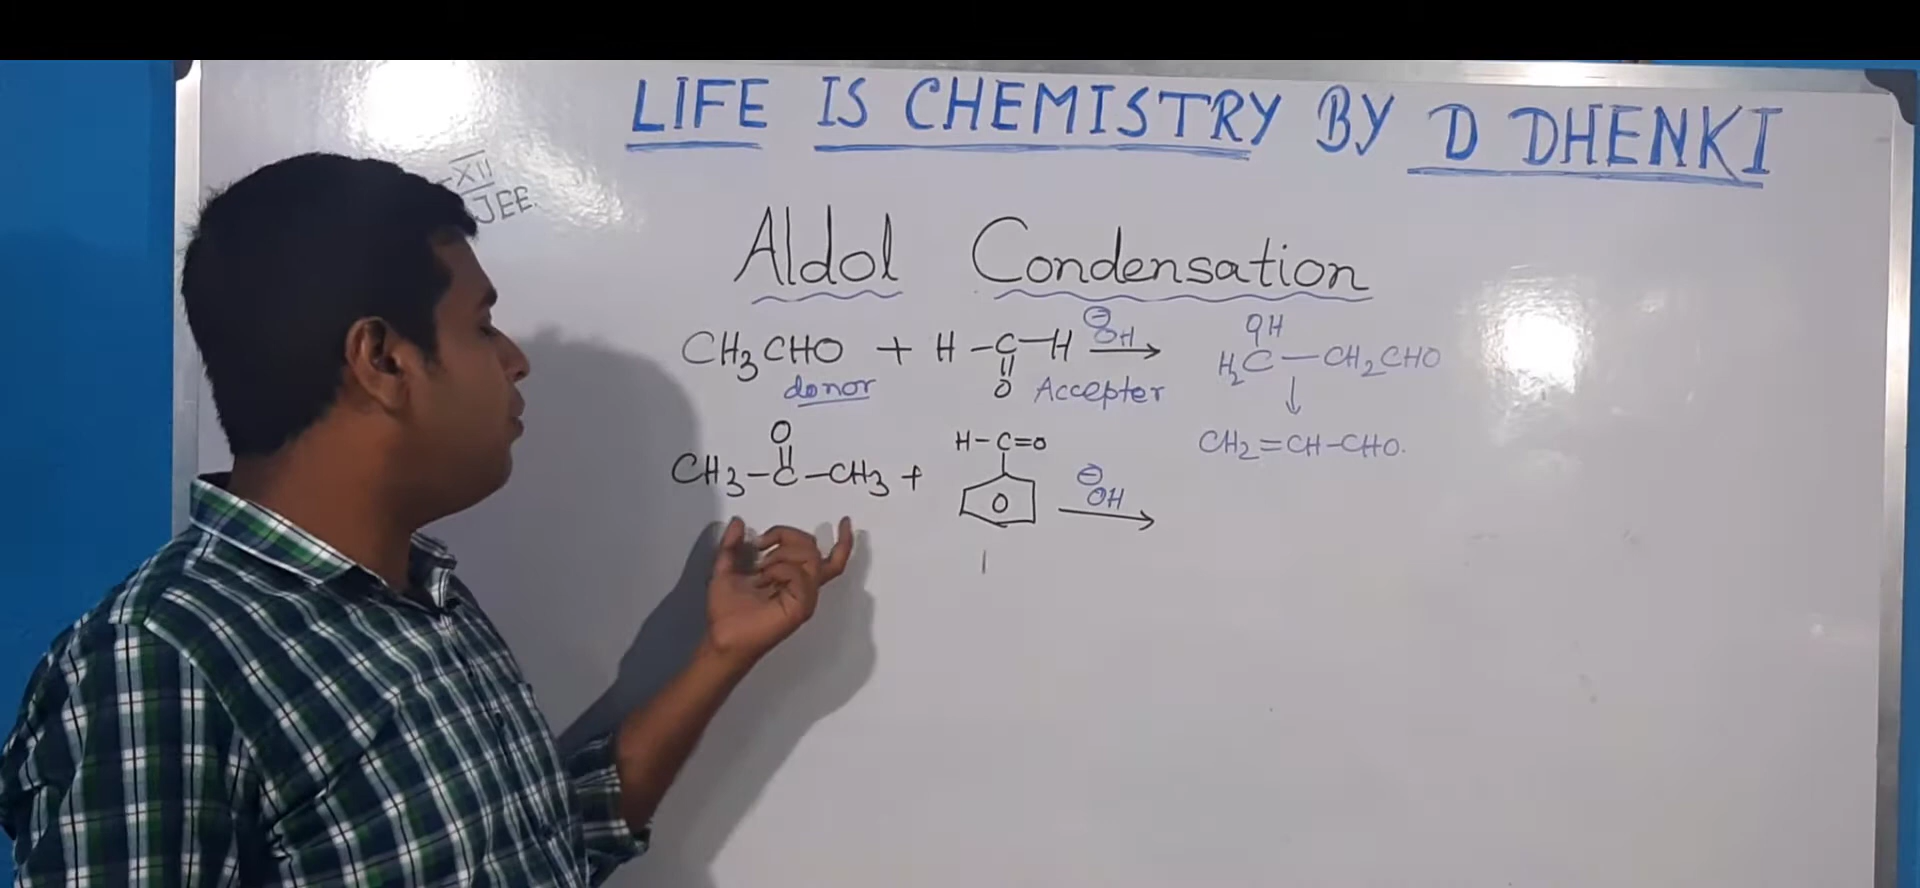 LIFE IS CHEMISTRY BY D DHENKI
XII
JEE.
Aldol Condensation
CH₃CHO + H-C-H ⊖OH → H₂C-CH₂CHO
OH
donor
||
O
Accepter
↓
CH₂=CH-CHO.
O
||
CH₃-C-CH₃ +
H-C=O
O
⊖OH →